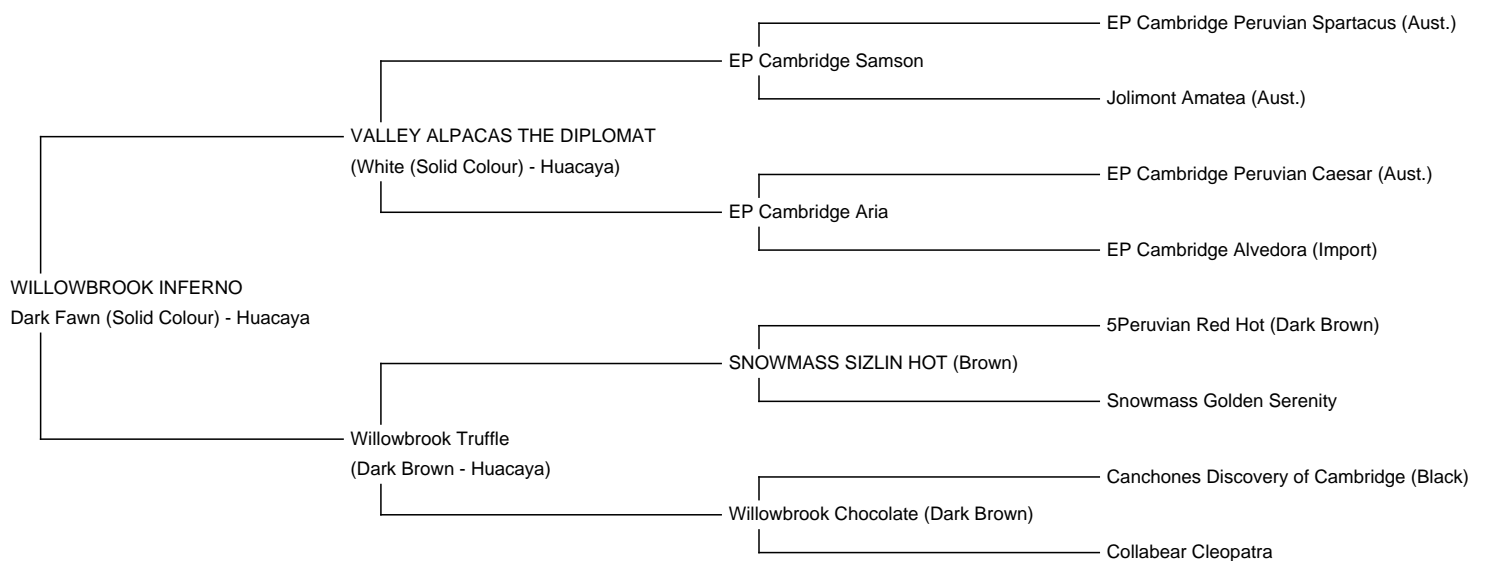 EP Cambridge Peruvian Spartacus (Aust.)
EP Cambridge Samson
Jolimont Amatea (Aust.)
VALLEY ALPACAS THE DIPLOMAT
(White (Solid Colour) - Huacaya)
EP Cambridge Peruvian Caesar (Aust.)
EP Cambridge Aria
EP Cambridge Alvedora (Import)
WILLOWBROOK INFERNO
Dark Fawn (Solid Colour) - Huacaya
5Peruvian Red Hot (Dark Brown)
SNOWMASS SIZLIN HOT (Brown)
Snowmass Golden Serenity
Willowbrook Truffle
(Dark Brown - Huacaya)
Canchones Discovery of Cambridge (Black)
Willowbrook Chocolate (Dark Brown)
Collabear Cleopatra